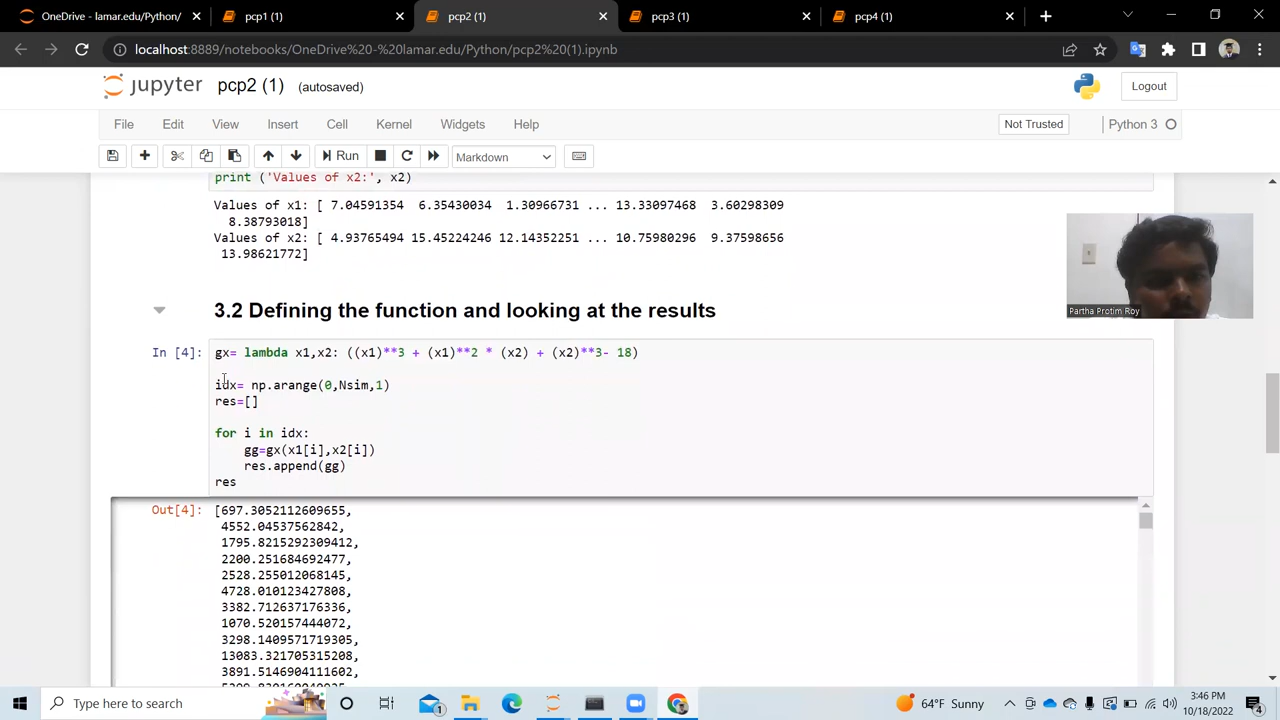 OneDrive - lamar.edu/Python/
pcp1 (1)
pcp2 (1)
pcp3 (1)
pcp4 (1)
localhost:8889/notebooks/OneDrive%20-%20lamar.edu/Python/pcp2%20(1).ipynb
jupyter pcp2 (1) (autosaved)
Logout
File Edit View Insert Cell Kernel Widgets Help
Not Trusted
Python 3
Run
Markdown
print ('Values of x2:', x2)
Values of x1: [ 7.04591354  6.35430034  1.30966731 ... 13.33097468  3.60298309
8.38793018]
Values of x2: [ 4.93765494 15.45224246 12.14352251 ... 10.75980296  9.37598656
13.98621772]
Partha Protim Roy
3.2 Defining the function and looking at the results
In [4]: gx= lambda x1,x2: ((x1)**3 + (x1)**2 * (x2) + (x2)**3- 18)
idx= np.arange(0,Nsim,1)
res=[]
for i in idx:
gg=gx(x1[i],x2[i])
res.append(gg)
res
Out[4]: [697.3052112609655,
4552.04537562842,
1795.8215292309412,
2200.251684692477,
2528.255012068145,
4728.010123427808,
3382.712637176336,
1070.520157444072,
3298.1409571719305,
13083.321705315208,
3891.5146904111602,
Type here to search
1
64°F Sunny
3:46 PM
10/18/2022
4